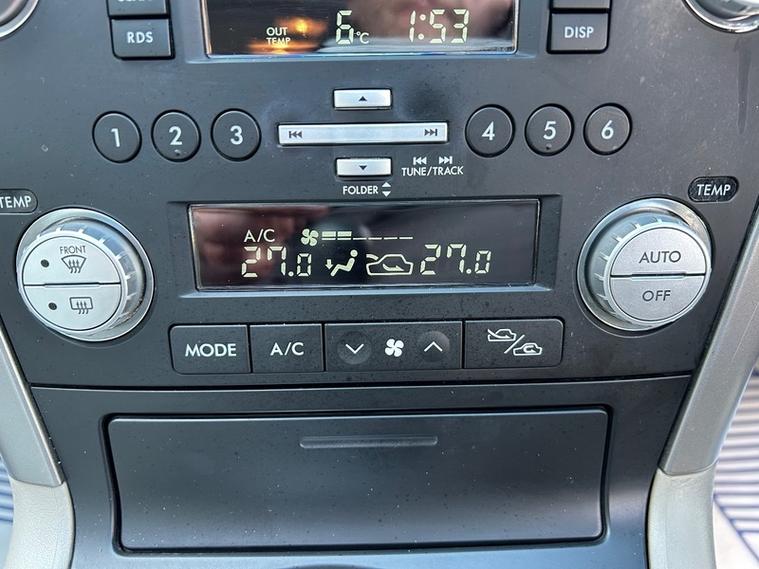 RDS
OUT TEMP 6°C 1:53
DISP
1 2 3 4 5 6
TUNE/TRACK
FOLDER
TEMP
TEMP
A/C
27.0 27.0
FRONT
AUTO
OFF
MODE
A/C